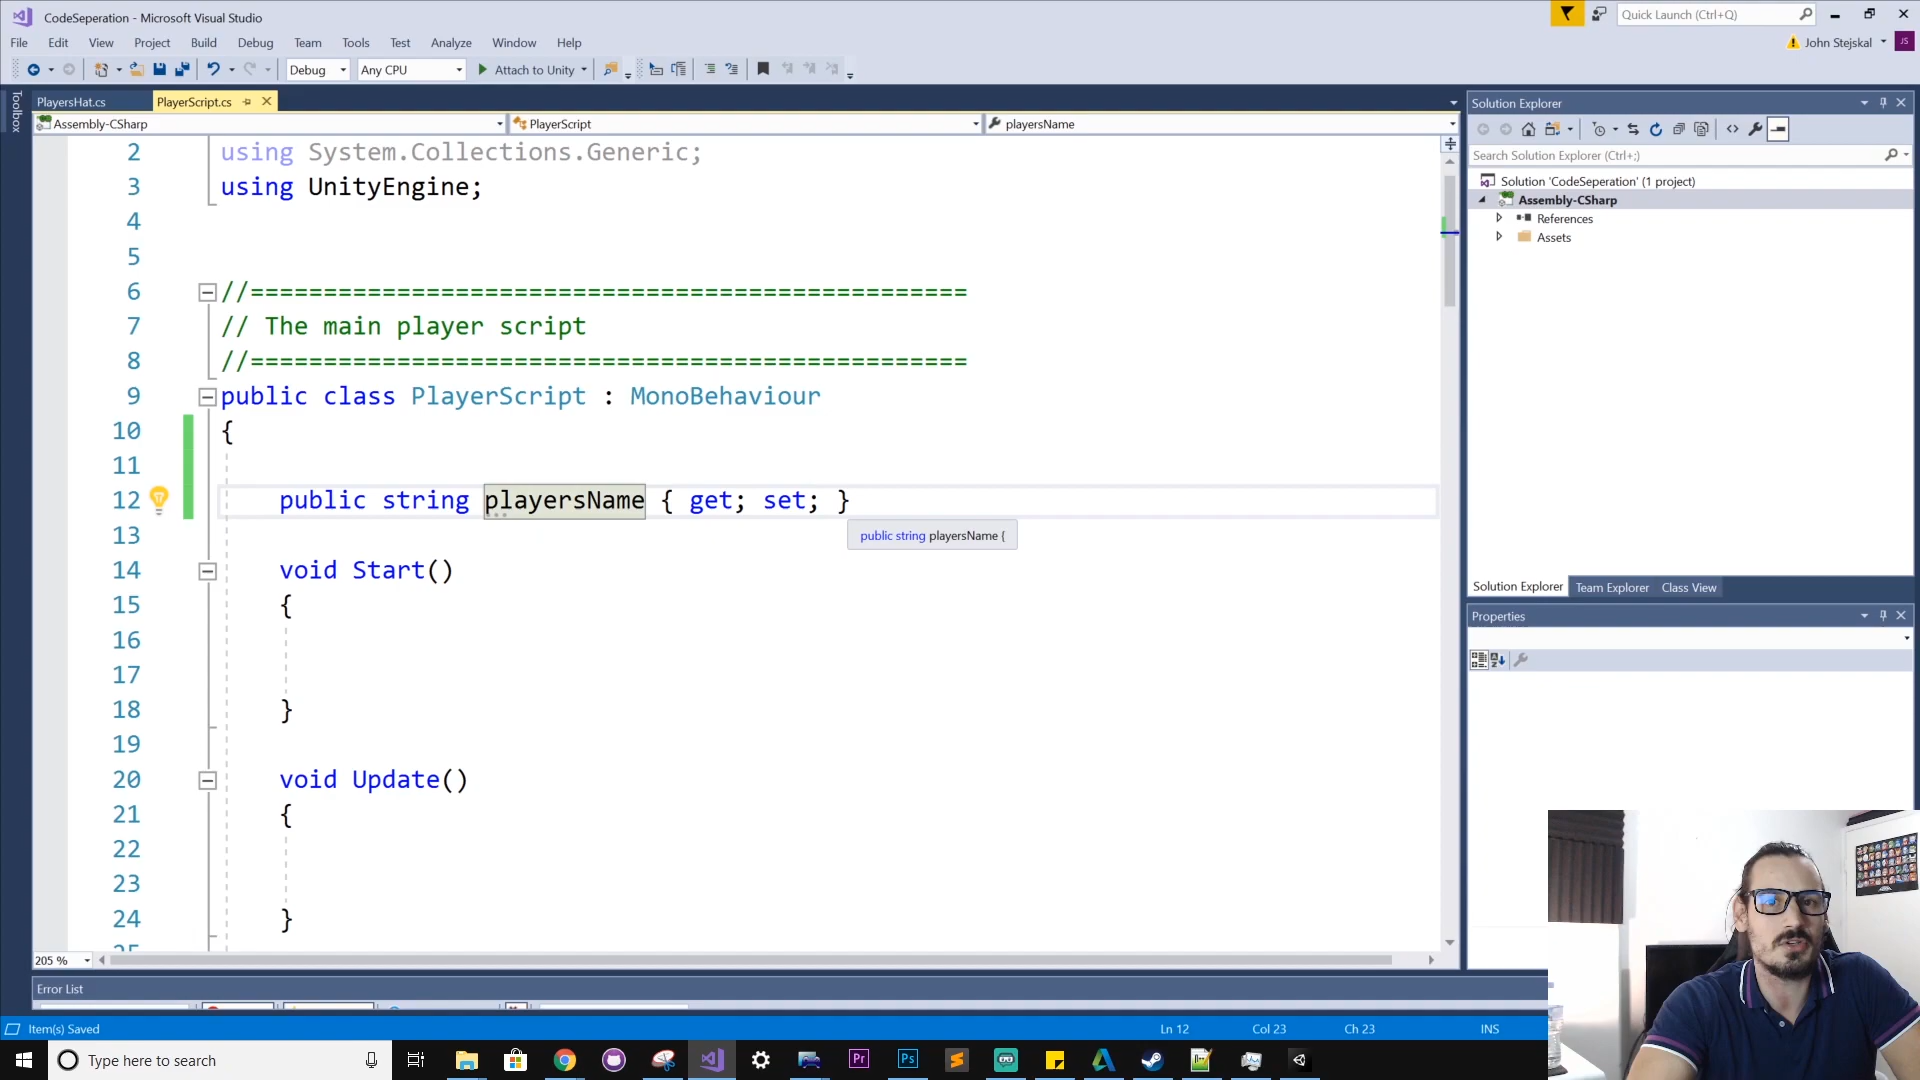 CodeSeperation - Microsoft Visual Studio
Quick Launch (Ctrl+Q)
File Edit View Project Build Debug Team Tools Test Analyze Window Help
John Stejskal JS
Debug Any CPU Attach to Unity
Toolbox
PlayersHat.cs PlayerScript.cs
Assembly-CSharp PlayerScript playersName
2 using System.Collections.Generic;
3 using UnityEngine;
4
5
6 //=================================================
7 // The main player script
8 //=================================================
9 public class PlayerScript : MonoBehaviour
10 {
11
12 public string playersName { get; set; }
public string playersName {
13
14 void Start()
15 {
16
17
18 }
19
20 void Update()
21 {
22
23
24 }
25
205 %
Solution Explorer
Search Solution Explorer (Ctrl+;)
Solution 'CodeSeperation' (1 project)
Assembly-CSharp
References
Assets
Solution Explorer Team Explorer Class View
Properties
Error List
Item(s) Saved Ln 12 Col 23 Ch 23 INS
Type here to search
Pr Ps